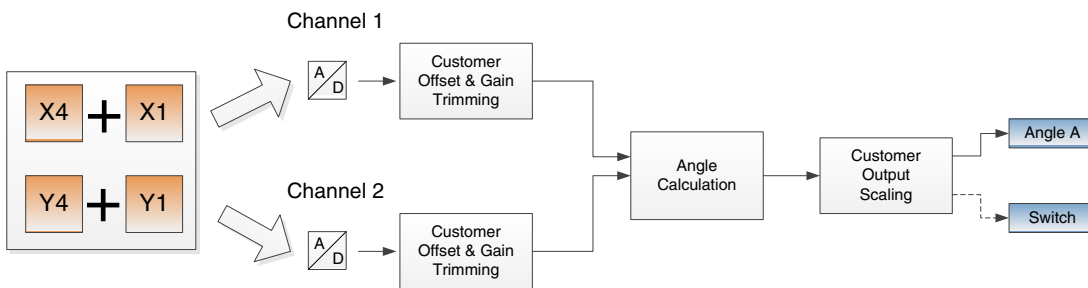 Channel 1
A
D
Customer
Offset & Gain
Trimming
X4 + X1
Y4 + Y1
Channel 2
A
D
Customer
Offset & Gain
Trimming
Angle
Calculation
Customer
Output
Scaling
Angle A
Switch